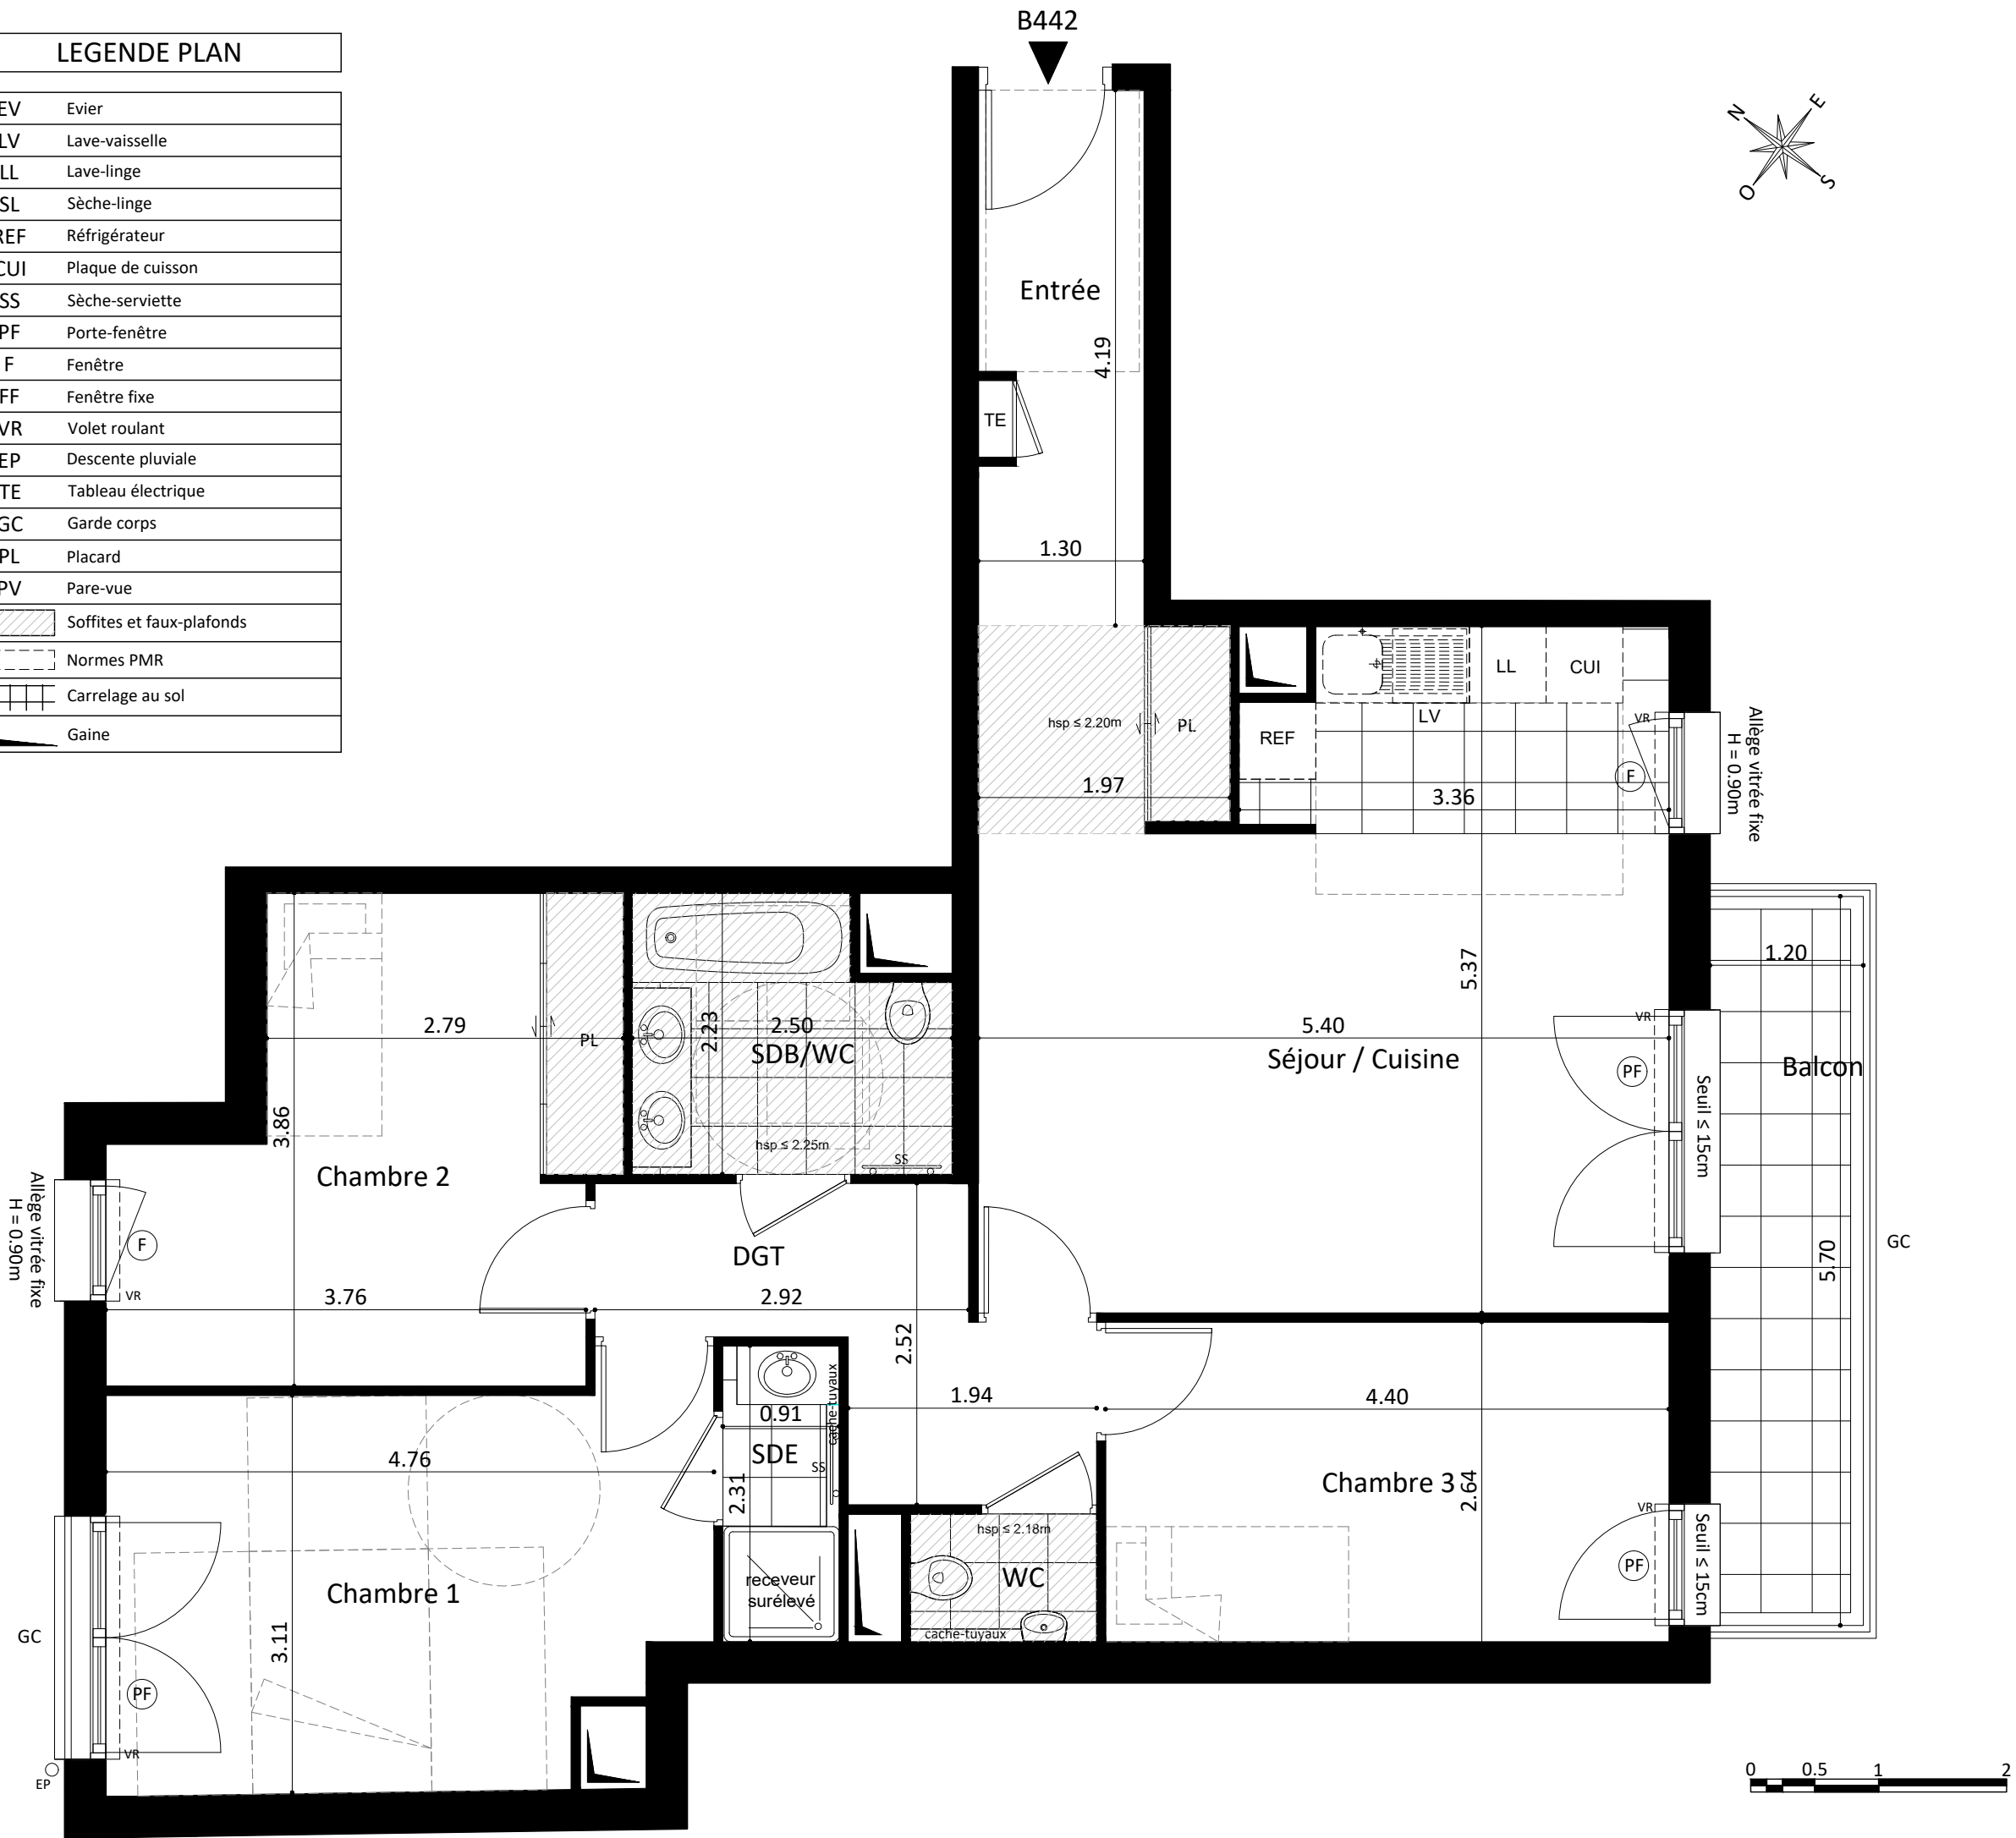 B442
LEGENDE PLAN
EV Evier
LV Lave-vaisselle
LL Lave-linge
SL Sèche-linge
REF Réfrigérateur
CUI Plaque de cuisson
SS Sèche-serviette
PF Porte-fenêtre
F Fenêtre
FF Fenêtre fixe
VR Volet roulant
EP Descente pluviale
TE Tableau électrique
GC Garde corps
PL Placard
PV Pare-vue
Soffites et faux-plafonds
Normes PMR
Carrelage au sol
Gaine
N
E
O
S
Entrée
4.19
TE
1.30
hsp ≤ 2.20m
PL
1.97
REF
LV
LL
CUI
3.36
VR
F
Allège vitrée fixe
H = 0.90m
5.37
1.20
5.40
Séjour / Cuisine
VR
PF
Seuil ≤ 15cm
Balcon
5.70
GC
2.79
PL
3.86
Chambre 2
2.23
2.50
SDB/WC
hsp ≤ 2.25m
SS
Allège vitrée fixe
H = 0.90m
F
VR
3.76
DGT
2.92
2.52
1.94
4.40
Chambre 3
2.64
VR
PF
Seuil ≤ 15cm
4.76
0.91
cache-tuyaux
SDE
SS
2.31
receveur
surélevé
hsp ≤ 2.18m
WC
cache-tuyaux
Chambre 1
3.11
GC
PF
VR
EP
0 0.5 1 2